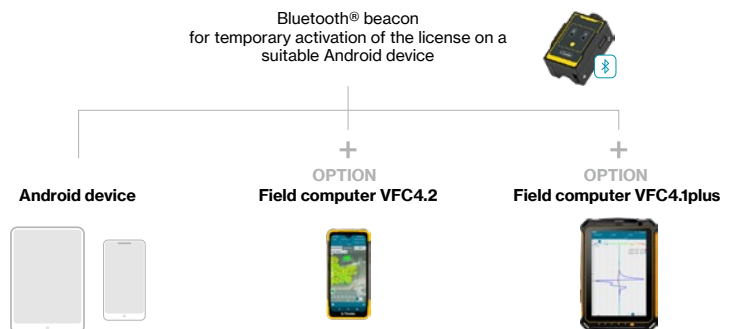 Bluetooth® beacon
for temporary activation of the license on a
suitable Android device
+
OPTION
+
OPTION
Android device
Field computer VFC4.2
Field computer VFC4.1plus